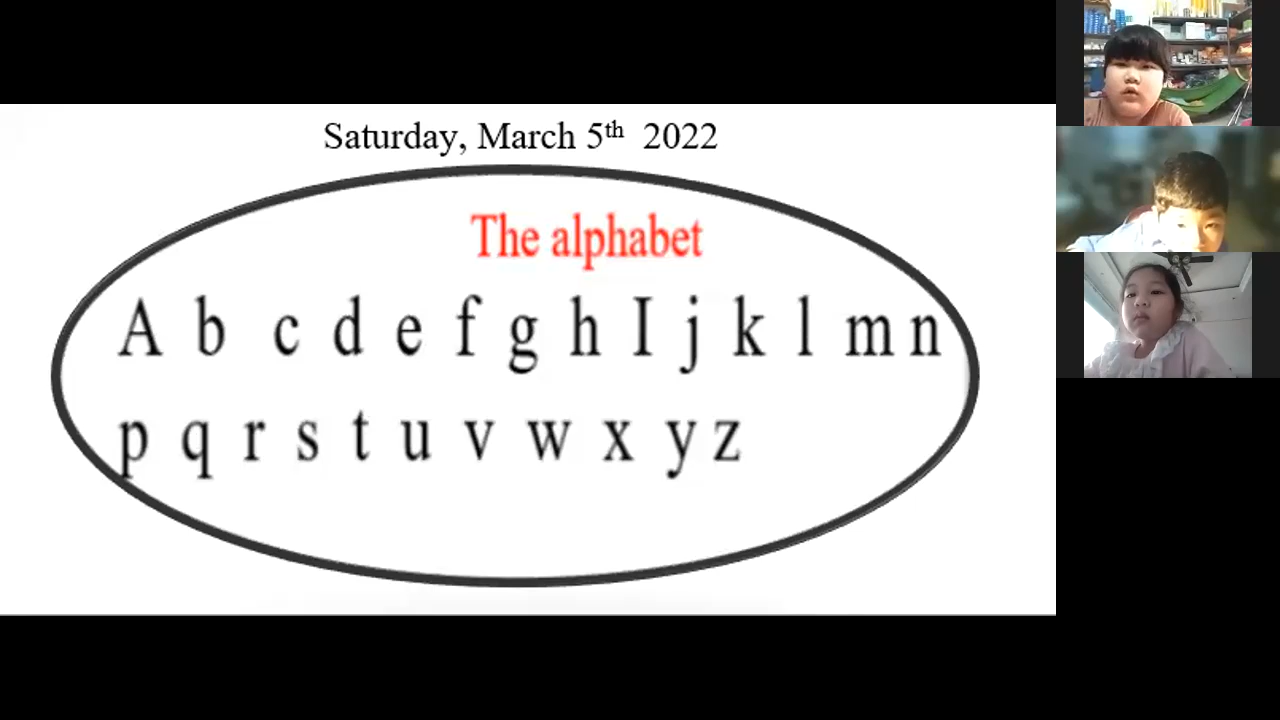 Saturday, March 5th 2022
The alphabet
A b c d e f g h I j k l m n
p q r s t u v w x y z